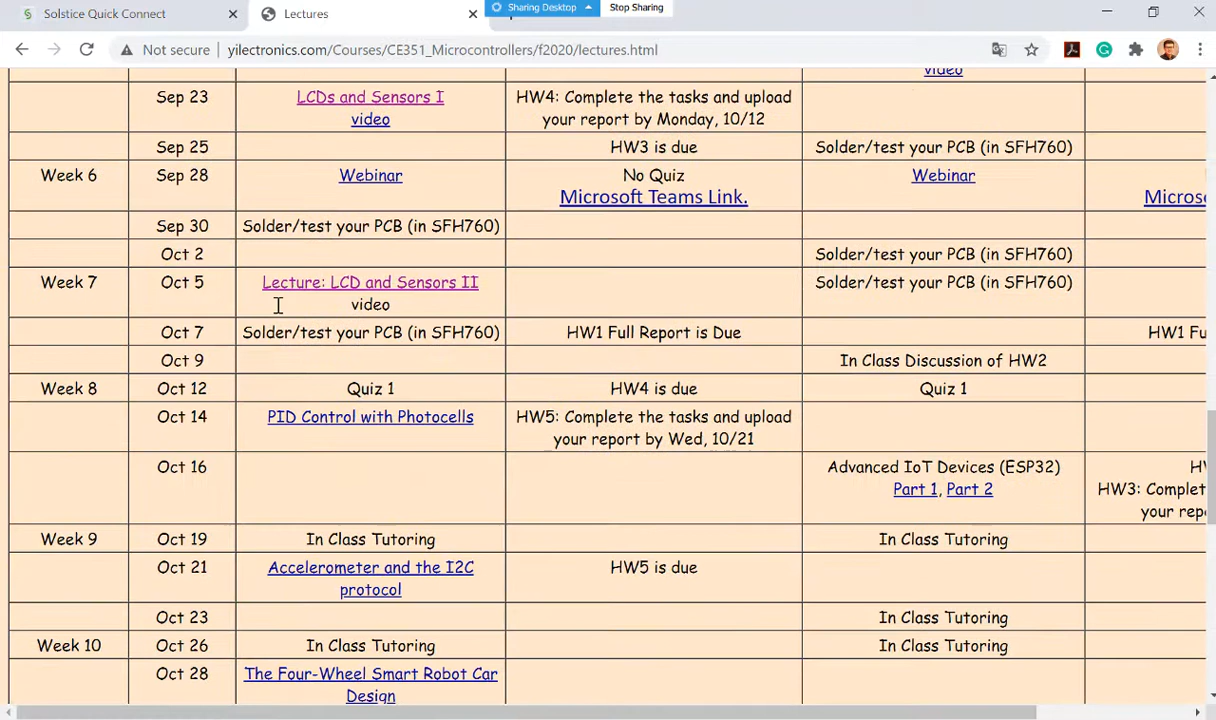 Solstice Quick Connect
Lectures
Sharing Desktop
Stop Sharing
Not secure
yilectronics.com/Courses/CE351_Microcontrollers/f2020/lectures.html
video
Sep 23
LCDs and Sensors I
video
HW4: Complete the tasks and upload
your report by Monday, 10/12
Sep 25
HW3 is due
Solder/test your PCB (in SFH760)
Week 6
Sep 28
Webinar
No Quiz
Microsoft Teams Link.
Webinar
Sep 30
Solder/test your PCB (in SFH760)
Oct 2
Solder/test your PCB (in SFH760)
Week 7
Oct 5
Lecture: LCD and Sensors II
video
Solder/test your PCB (in SFH760)
Oct 7
Solder/test your PCB (in SFH760)
HW1 Full Report is Due
HW1 Fu
Oct 9
In Class Discussion of HW2
Week 8
Oct 12
Quiz 1
HW4 is due
Quiz 1
Oct 14
PID Control with Photocells
HW5: Complete the tasks and upload
your report by Wed, 10/21
Oct 16
Advanced IoT Devices (ESP32)
Part 1, Part 2
HW3: Complet
your rep
Week 9
Oct 19
In Class Tutoring
In Class Tutoring
Oct 21
Accelerometer and the I2C
protocol
HW5 is due
Oct 23
In Class Tutoring
Week 10
Oct 26
In Class Tutoring
In Class Tutoring
Oct 28
The Four-Wheel Smart Robot Car
Design